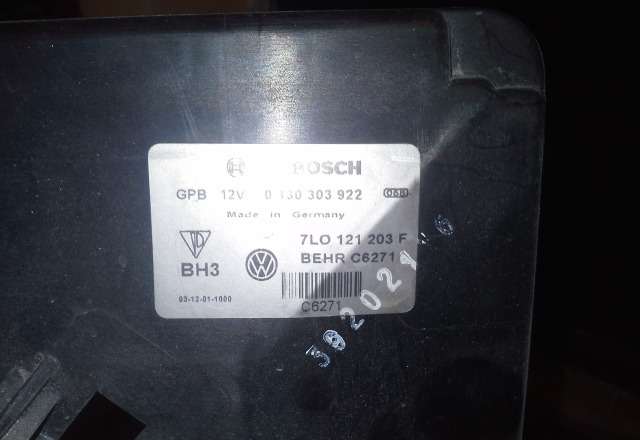 BOSCH
GPB 12V 0 130 303 922
Made in Germany
7LO 121 203 F
BH3
BEHR C6271
03-12-01-1000
C6271